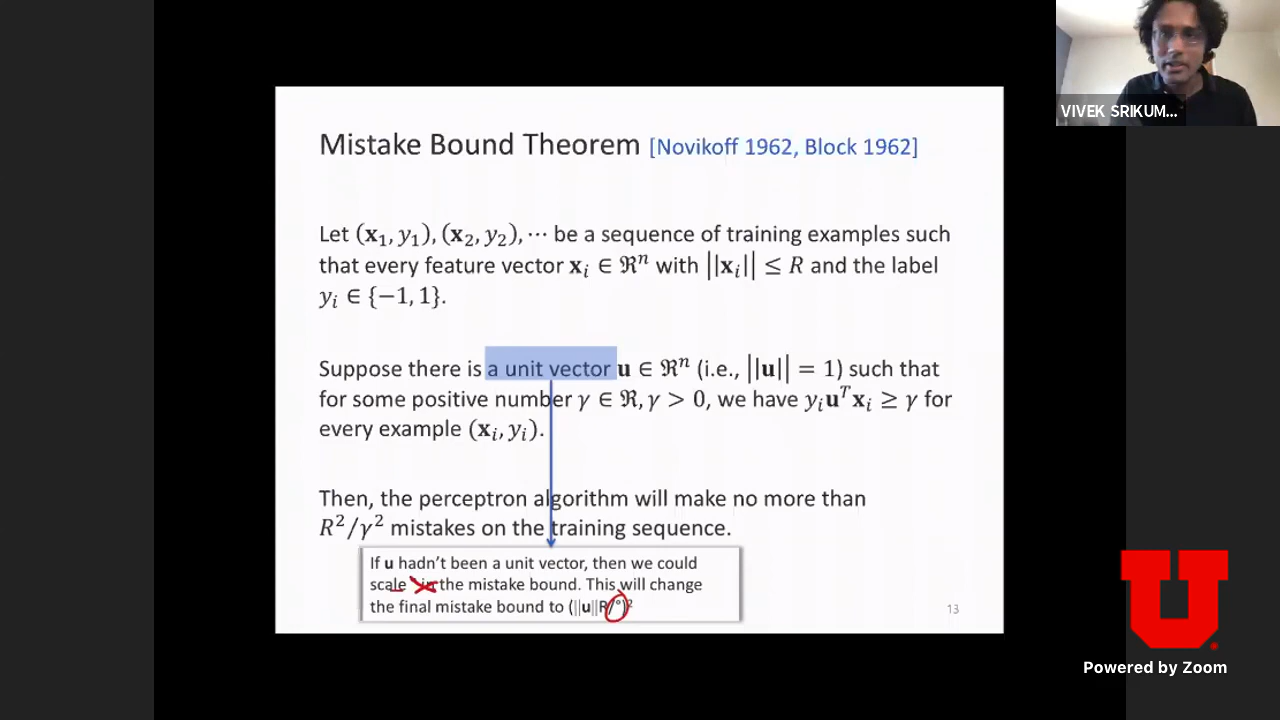 VIVEK SRIKUM...
Mistake Bound Theorem [Novikoff 1962, Block 1962]
Let (𝐱₁, y₁), (𝐱₂, y₂), ⋯ be a sequence of training examples such
that every feature vector 𝐱ᵢ ∈ ℜⁿ with ||𝐱ᵢ|| ≤ R and the label
yᵢ ∈ {−1, 1}.
Suppose there is a unit vector 𝐮 ∈ ℜⁿ (i.e., ||𝐮|| = 1) such that
for some positive number γ ∈ ℜ, γ > 0, we have yᵢ𝐮ᵀ𝐱ᵢ ≥ γ for
every example (𝐱ᵢ, yᵢ).
Then, the perceptron algorithm will make no more than
R²/γ² mistakes on the training sequence.
If 𝐮 hadn't been a unit vector, then we could
scale the mistake bound. This will change
the final mistake bound to (||𝐮||R/°)²
13
U
Powered by Zoom